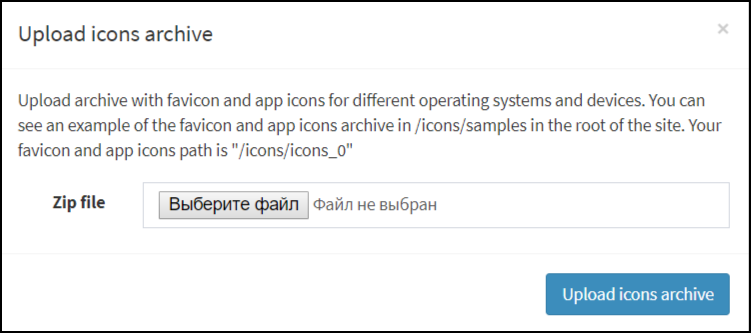 Upload icons archive ×
Upload archive with favicon and app icons for different operating systems and devices. You can
see an example of the favicon and app icons archive in /icons/samples in the root of the site. Your
favicon and app icons path is "/icons/icons_0"
Zip file Выберите файл Файл не выбран
Upload icons archive